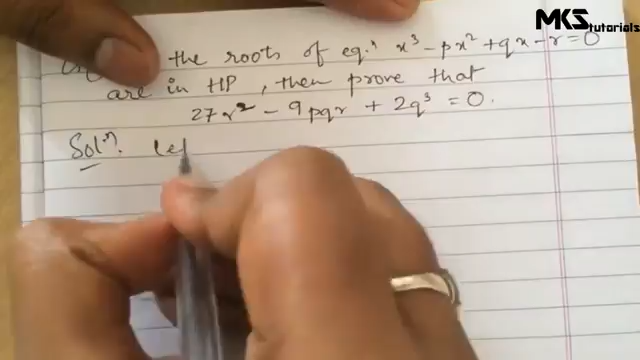 MKS tutorials
the roots of eqⁿ x³ - px² + qx - r = 0
are in HP, then prove that
27r² - 9pqr + 2q³ = 0.
Solⁿ. Let